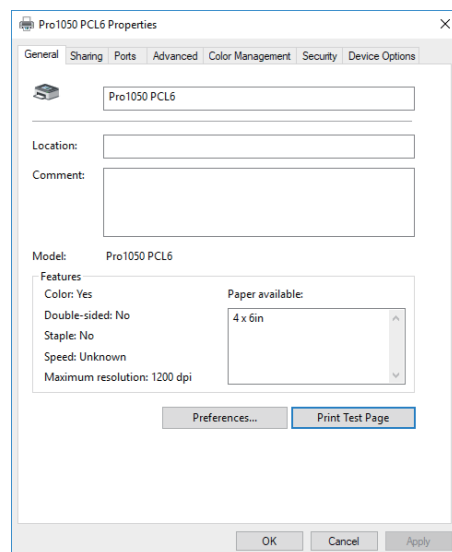 Pro1050 PCL6 Properties
General Sharing Ports Advanced Color Management Security Device Options
Pro1050 PCL6
Location:
Comment:
Model: Pro1050 PCL6
Features
Color: Yes
Paper available:
Double-sided: No
4 x 6in
Staple: No
Speed: Unknown
Maximum resolution: 1200 dpi
Preferences... Print Test Page
OK Cancel Apply